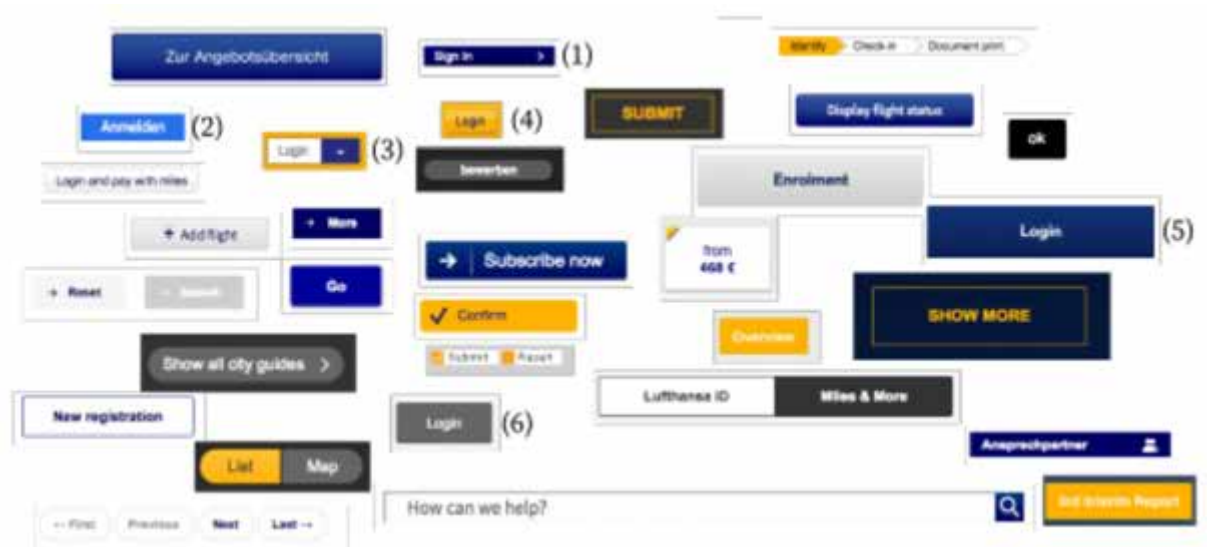 Zur Angebotsübersicht
Sign in > (1)
Identify Check-in Document print
Anmelden (2)
Login (3)
Login (4)
SUBMIT
Display flight status
ok
Login and pay with miles
bewerben
Enrolment
+ Add flight
→ More
Login (5)
→ Subscribe now
from
468 €
→ Reset
Go
✓ Confirm
SHOW MORE
Overview
Submit Reset
Show all city guides >
Lufthansa ID Miles & More
New registration
Login (6)
Ansprechpartner
List Map
How can we help?
3rd Interim Report
← First Previous Next Last →